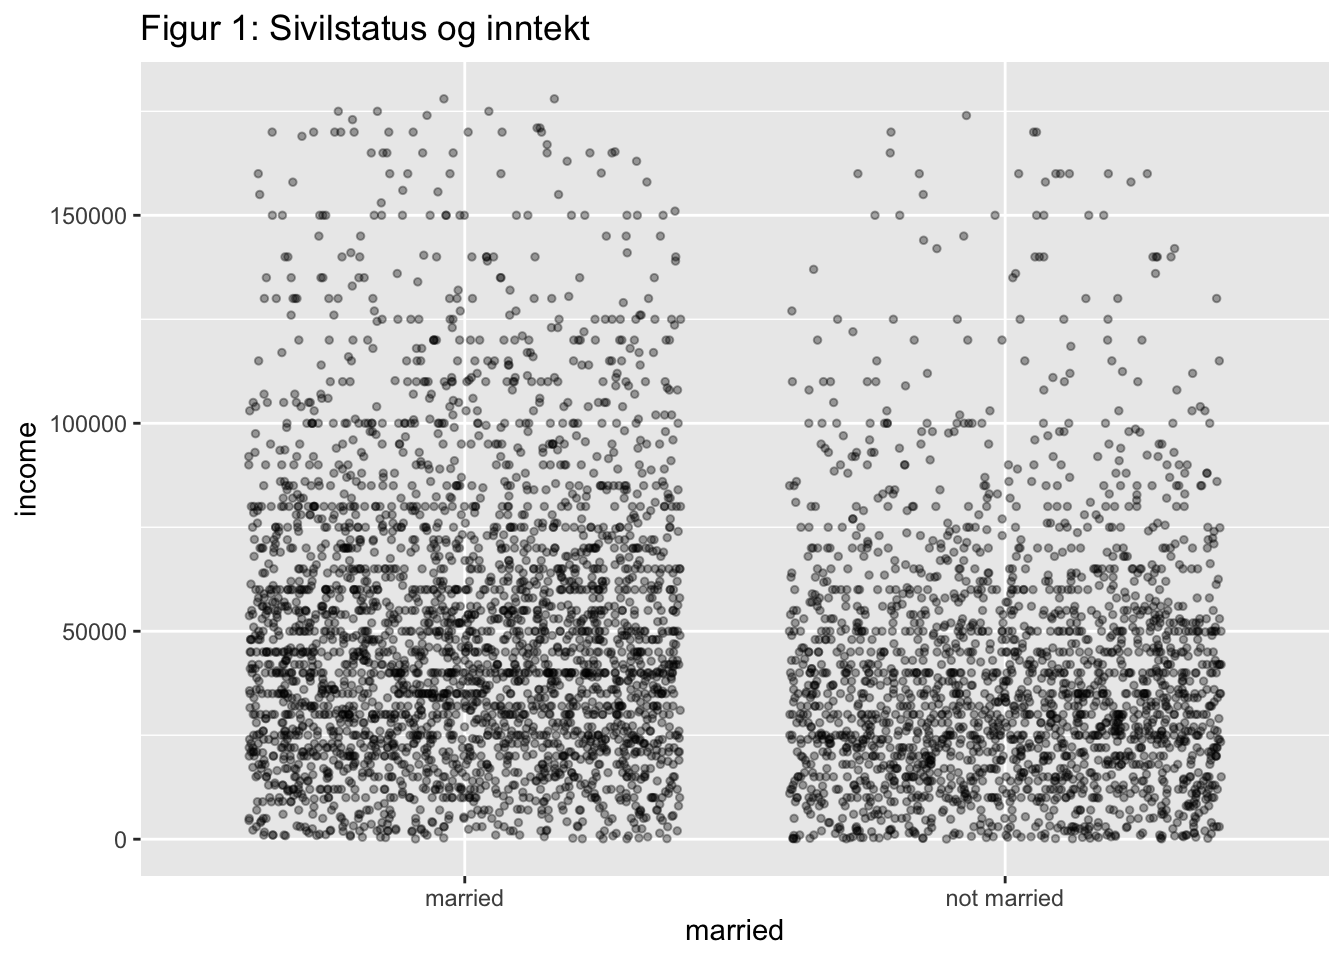 Figur 1: Sivilstatus og inntekt
income
150000
100000
50000
0
married
not married
married